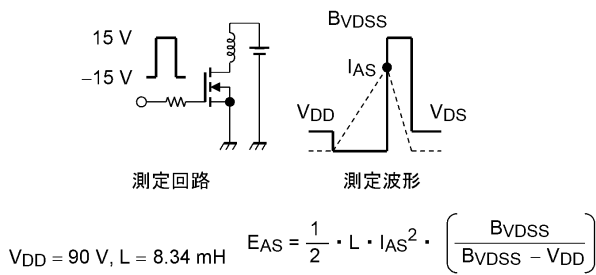 15 V
−15 V
BVDSS
IAS
VDD
VDS
測定回路
測定波形
VDD = 90 V, L = 8.34 mH
EAS = 1/2 · L · IAS² · (BVDSS / (BVDSS − VDD))